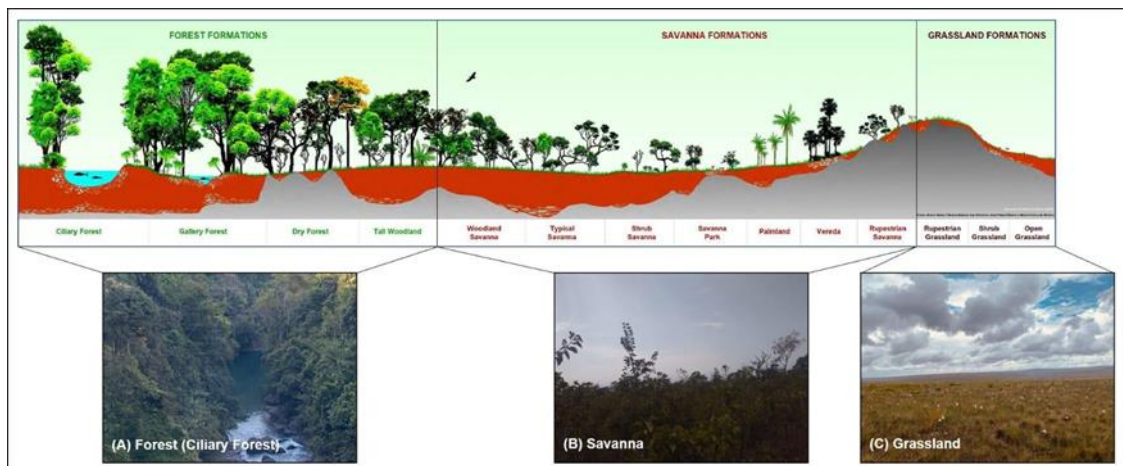 FOREST FORMATIONS
SAVANNA FORMATIONS
GRASSLAND FORMATIONS
Ciliary Forest
Gallery Forest
Dry Forest
Tall Woodland
Woodland
Savanna
Typical
Savanna
Shrub
Savanna
Savanna
Park
Palmland
Vereda
Rupestrian
Savanna
Rupestrian
Grassland
Shrub
Grassland
Open
Grassland
(A) Forest (Ciliary Forest)
(B) Savanna
(C) Grassland